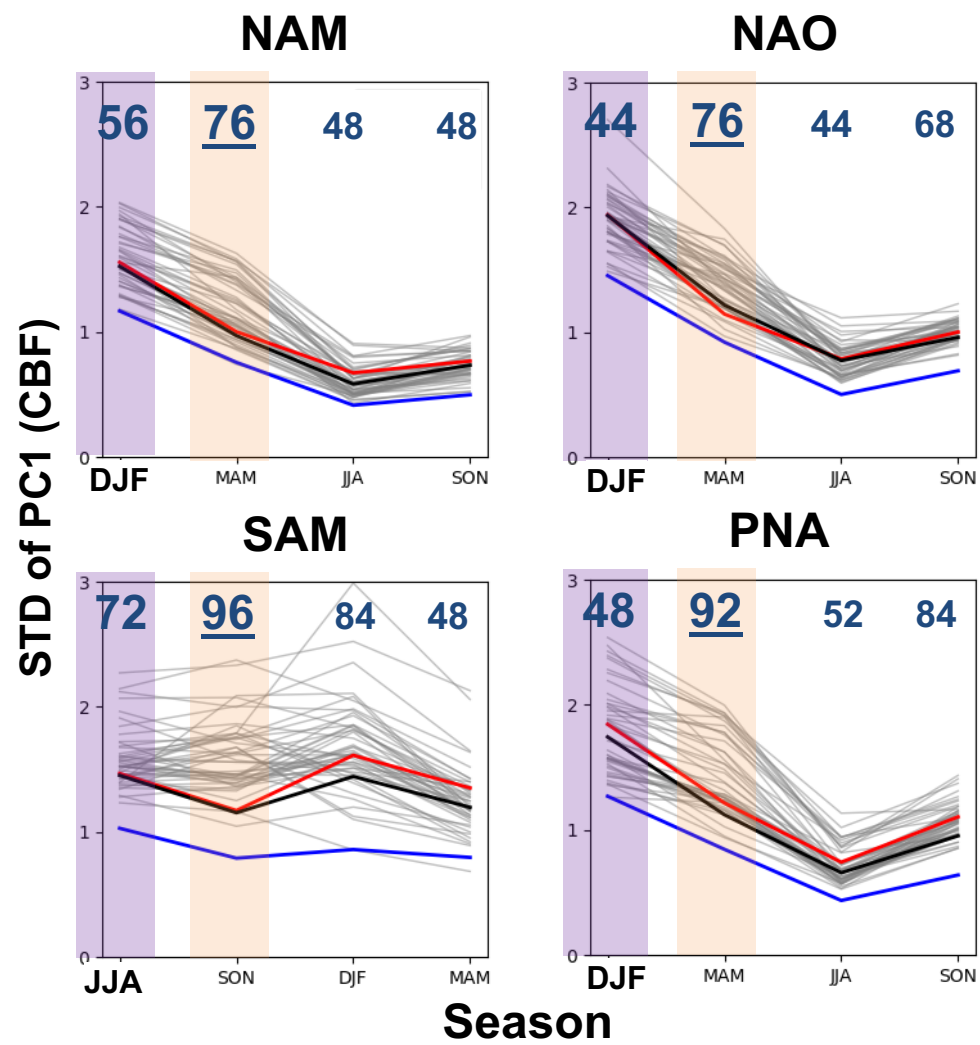 NAM
3
2
1
0
56 76 48 48
DJF MAM JJA SON
NAO
3
2
1
0
44 76 44 68
DJF MAM JJA SON
SAM
3
2
1
0
72 96 84 48
JJA SON DJF MAM
PNA
3
2
1
0
48 92 52 84
DJF MAM JJA SON
STD of PC1 (CBF)
Season